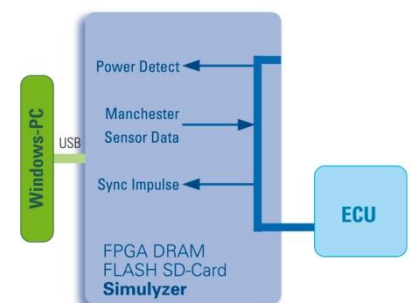 Windows-PC
USB
Power Detect
Manchester
Sensor Data
Sync Impulse
FPGA DRAM
FLASH SD-Card
Simulyzer
ECU